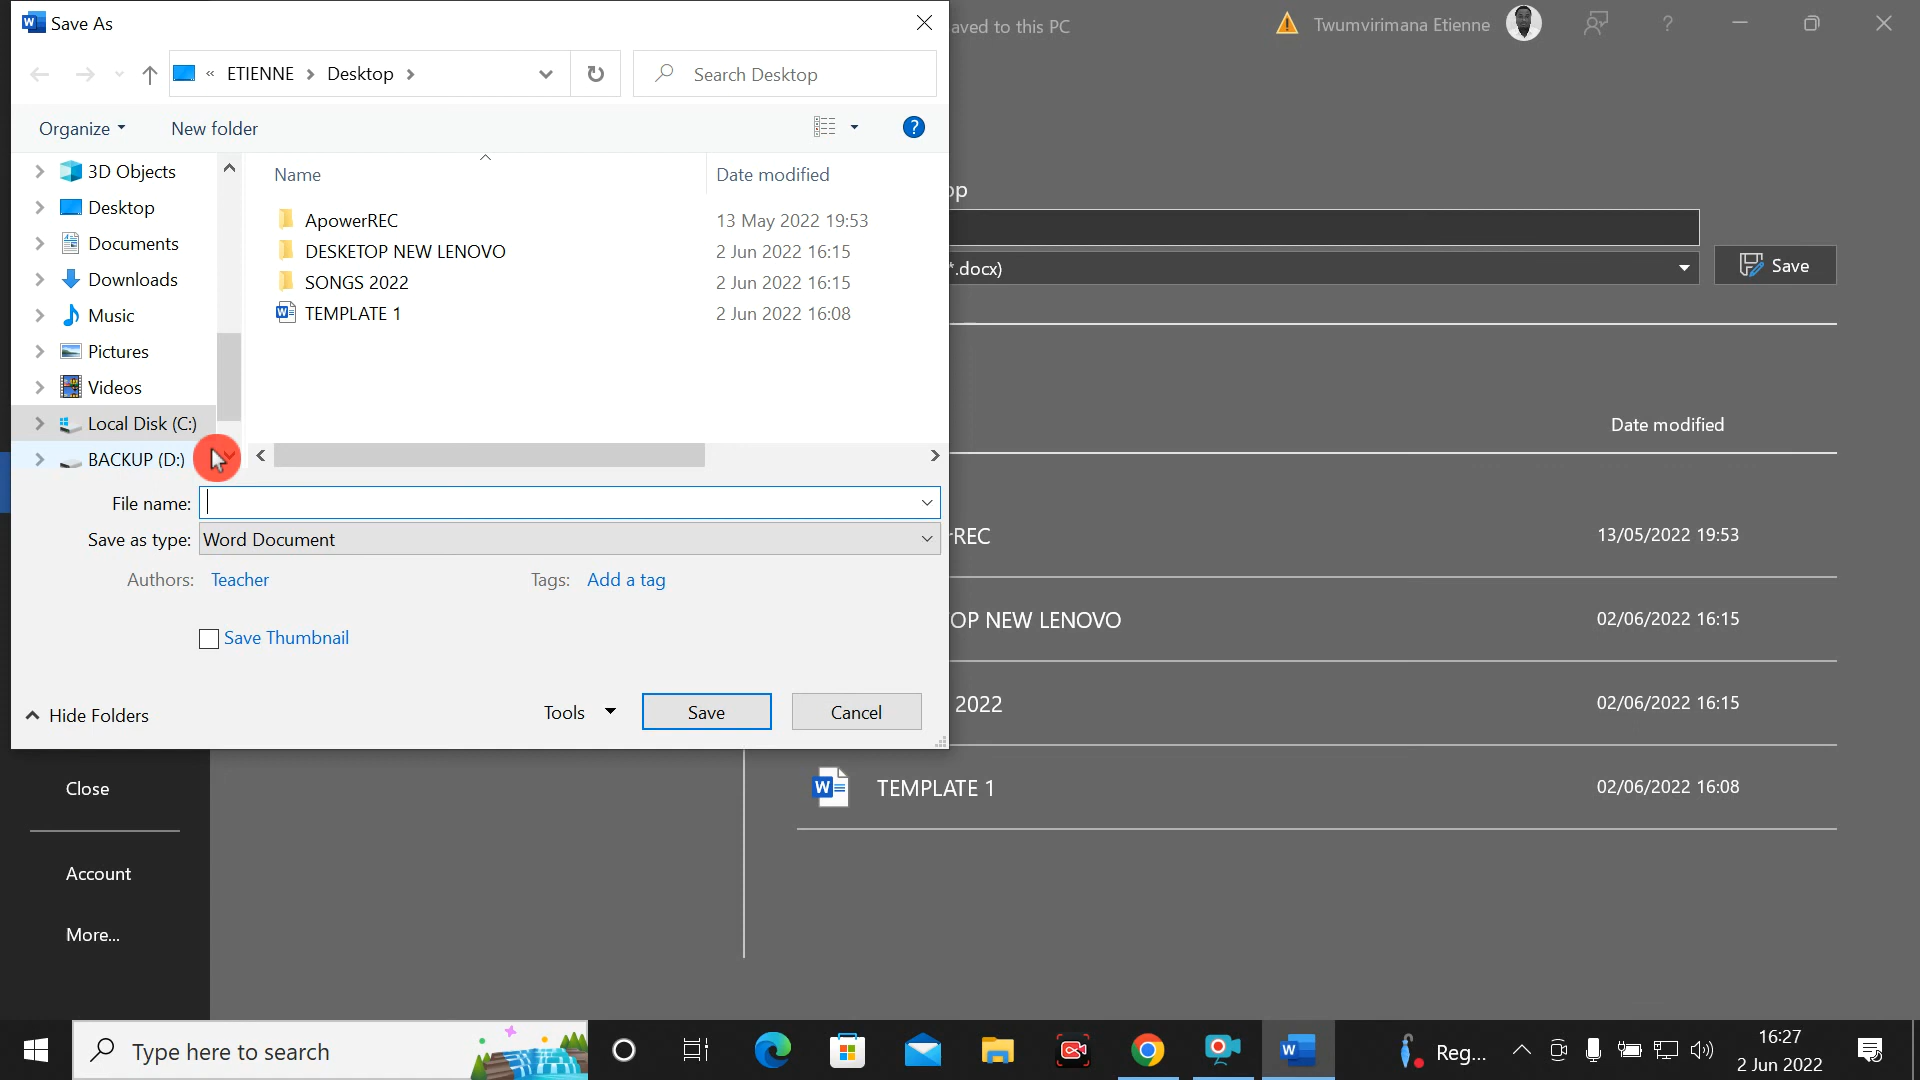 Save As
aved to this PC
Twumvirimana Etienne
?
« ETIENNE > Desktop >
Search Desktop
Organize
New folder
?
3D Objects
Name
Date modified
Desktop
op
ApowerREC
13 May 2022 19:53
Documents
DESKETOP NEW LENOVO
2 Jun 2022 16:15
Downloads
SONGS 2022
2 Jun 2022 16:15
*.docx)
Save
Music
TEMPLATE 1
2 Jun 2022 16:08
Pictures
Videos
Local Disk (C:)
Date modified
BACKUP (D:)
File name:
Save as type:
Word Document
rREC
13/05/2022 19:53
Authors:
Teacher
Tags:
Add a tag
OP NEW LENOVO
02/06/2022 16:15
Save Thumbnail
2022
02/06/2022 16:15
Hide Folders
Tools
Save
Cancel
Close
TEMPLATE 1
02/06/2022 16:08
Account
More...
Type here to search
Reg...
16:27
2 Jun 2022